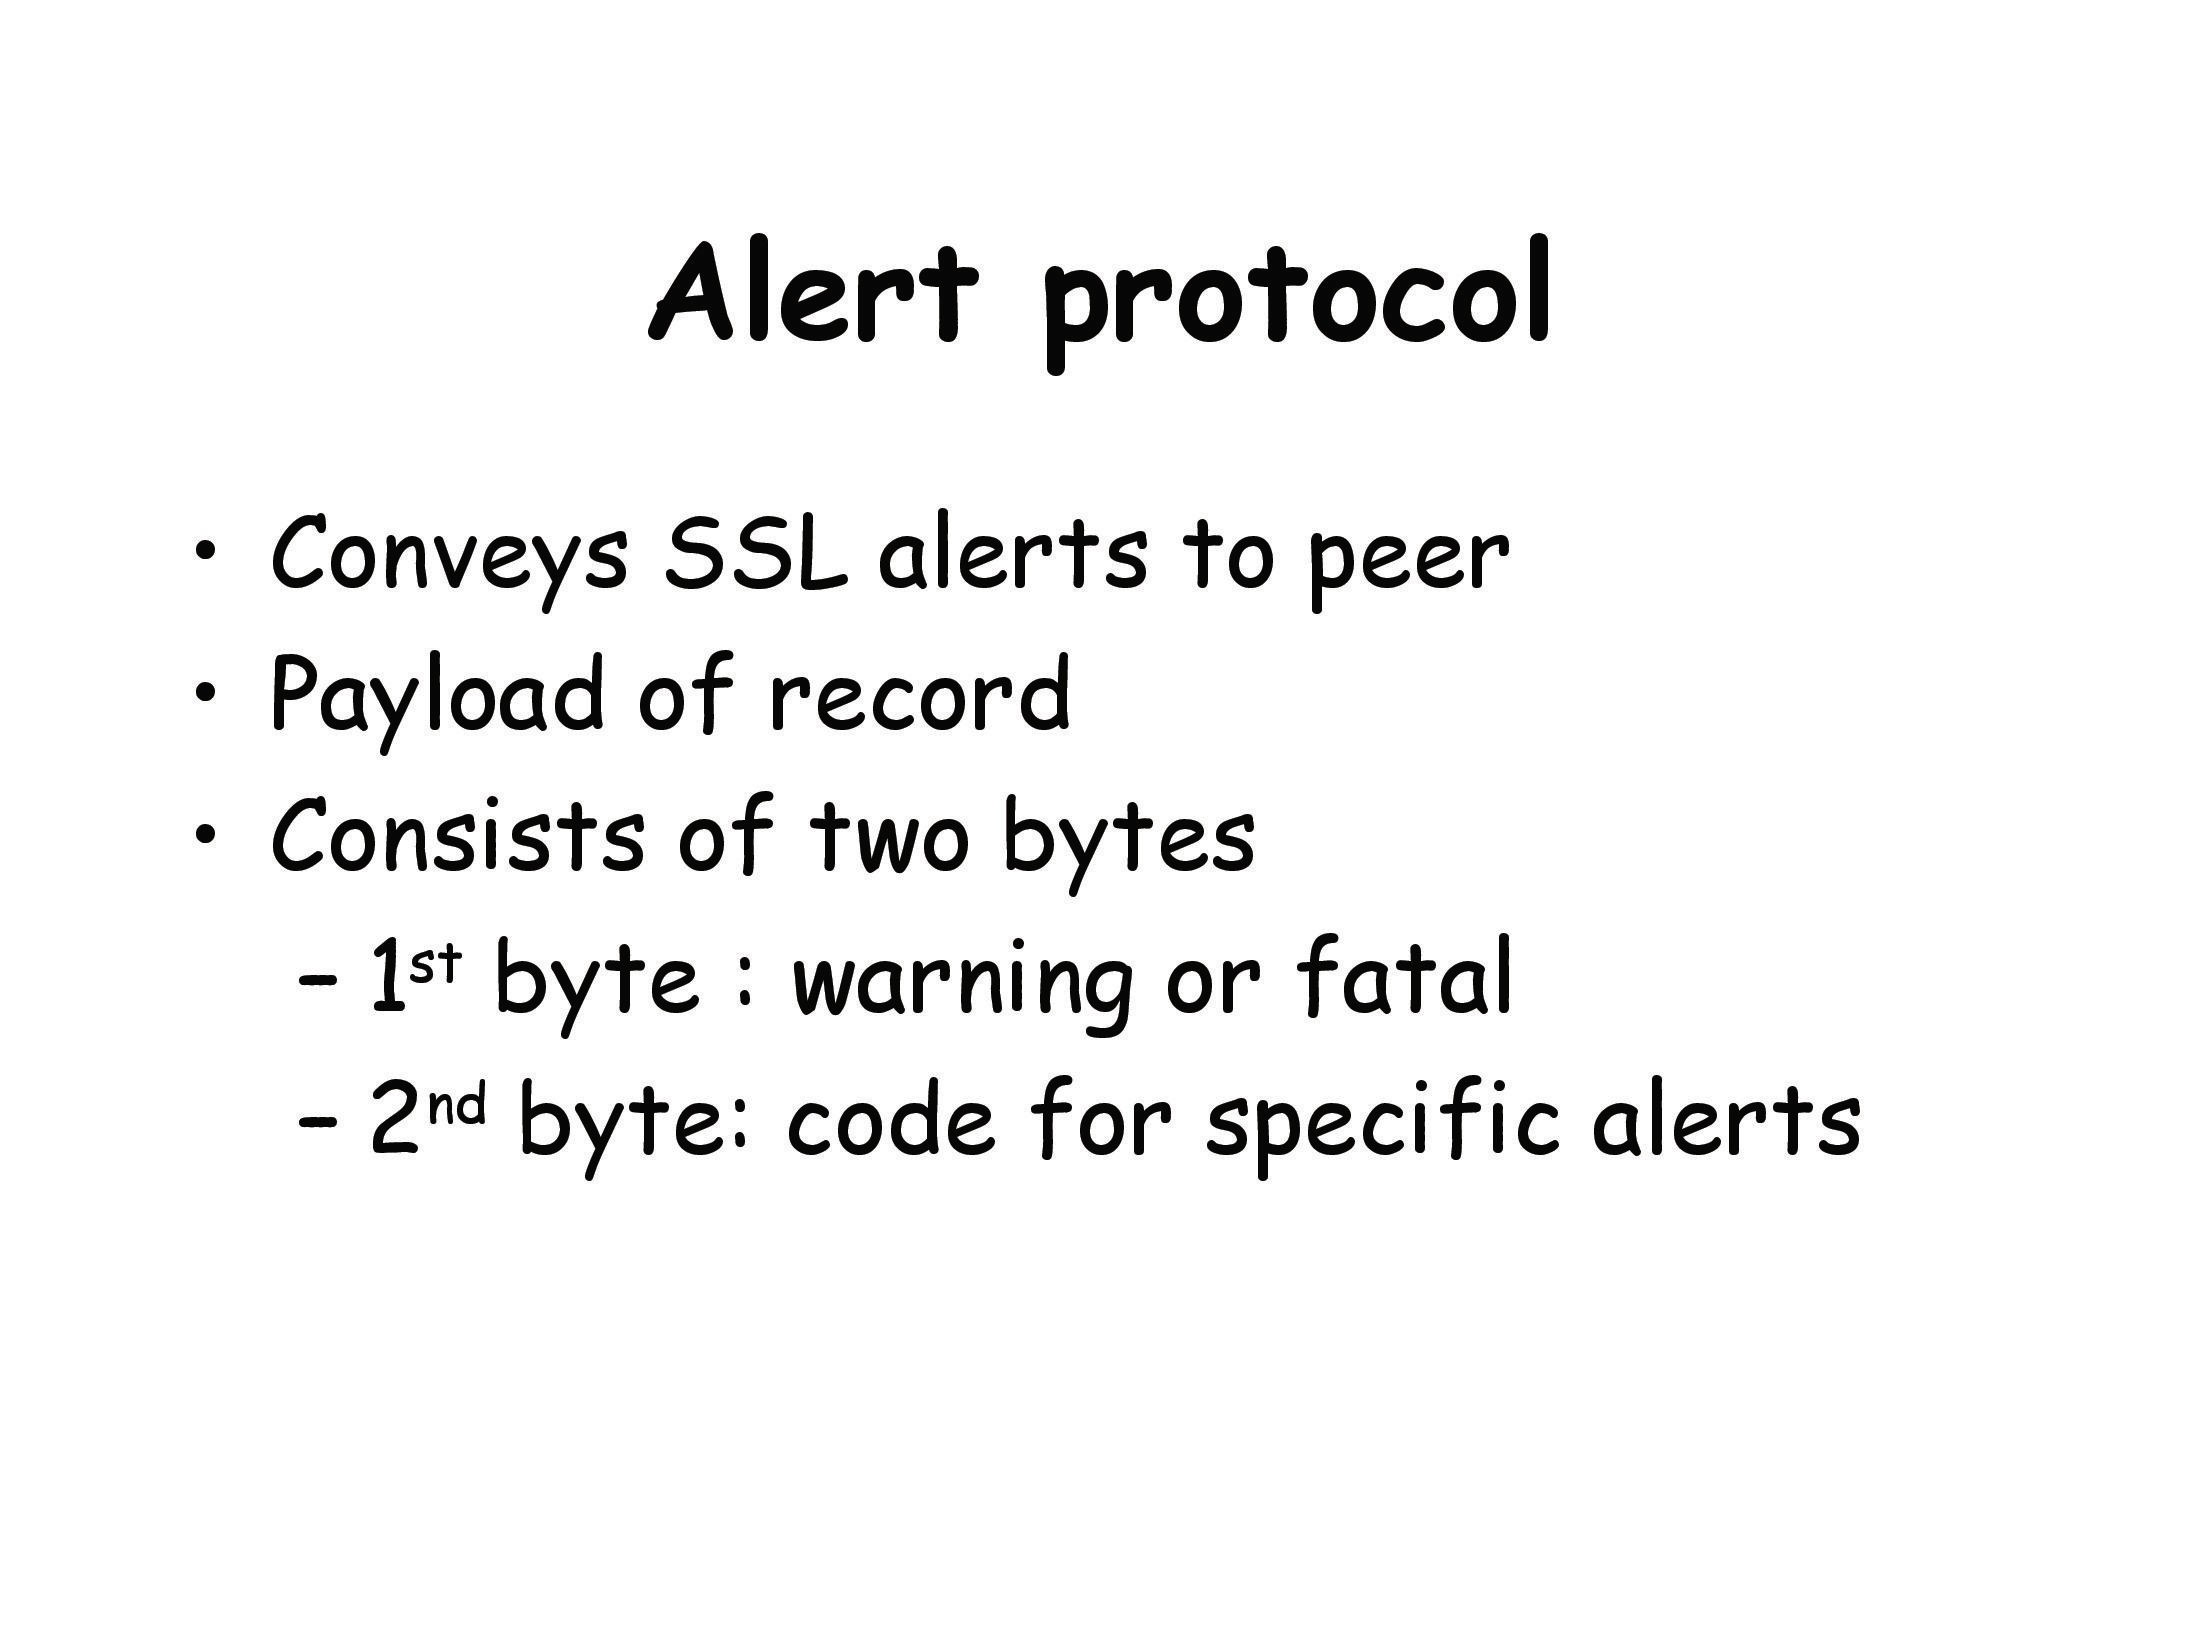 Alert protocol
• Conveys SSL alerts to peer
• Payload of record
• Consists of two bytes
– 1st byte : warning or fatal
– 2nd byte: code for specific alerts